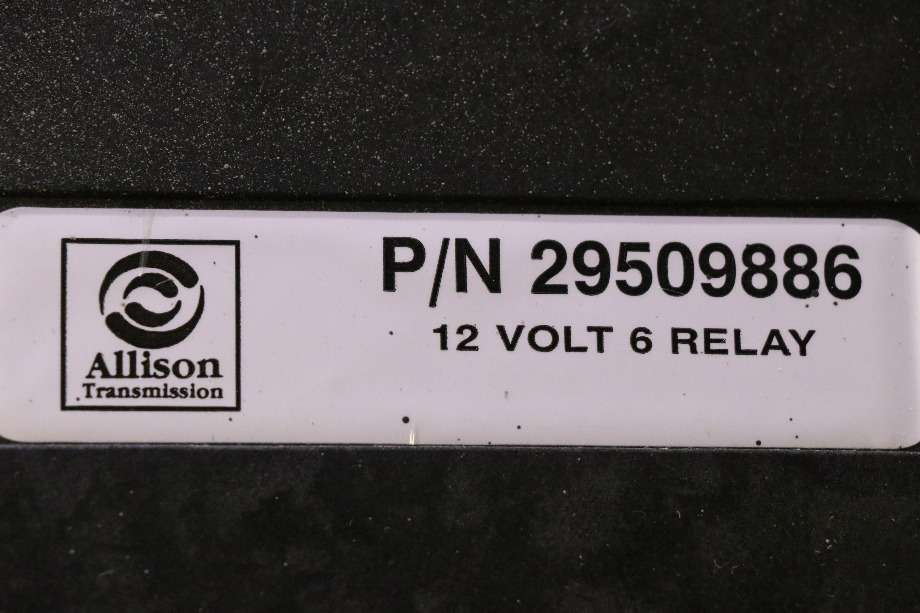 P/N 29509886
12 VOLT 6 RELAY
Allison
Transmission